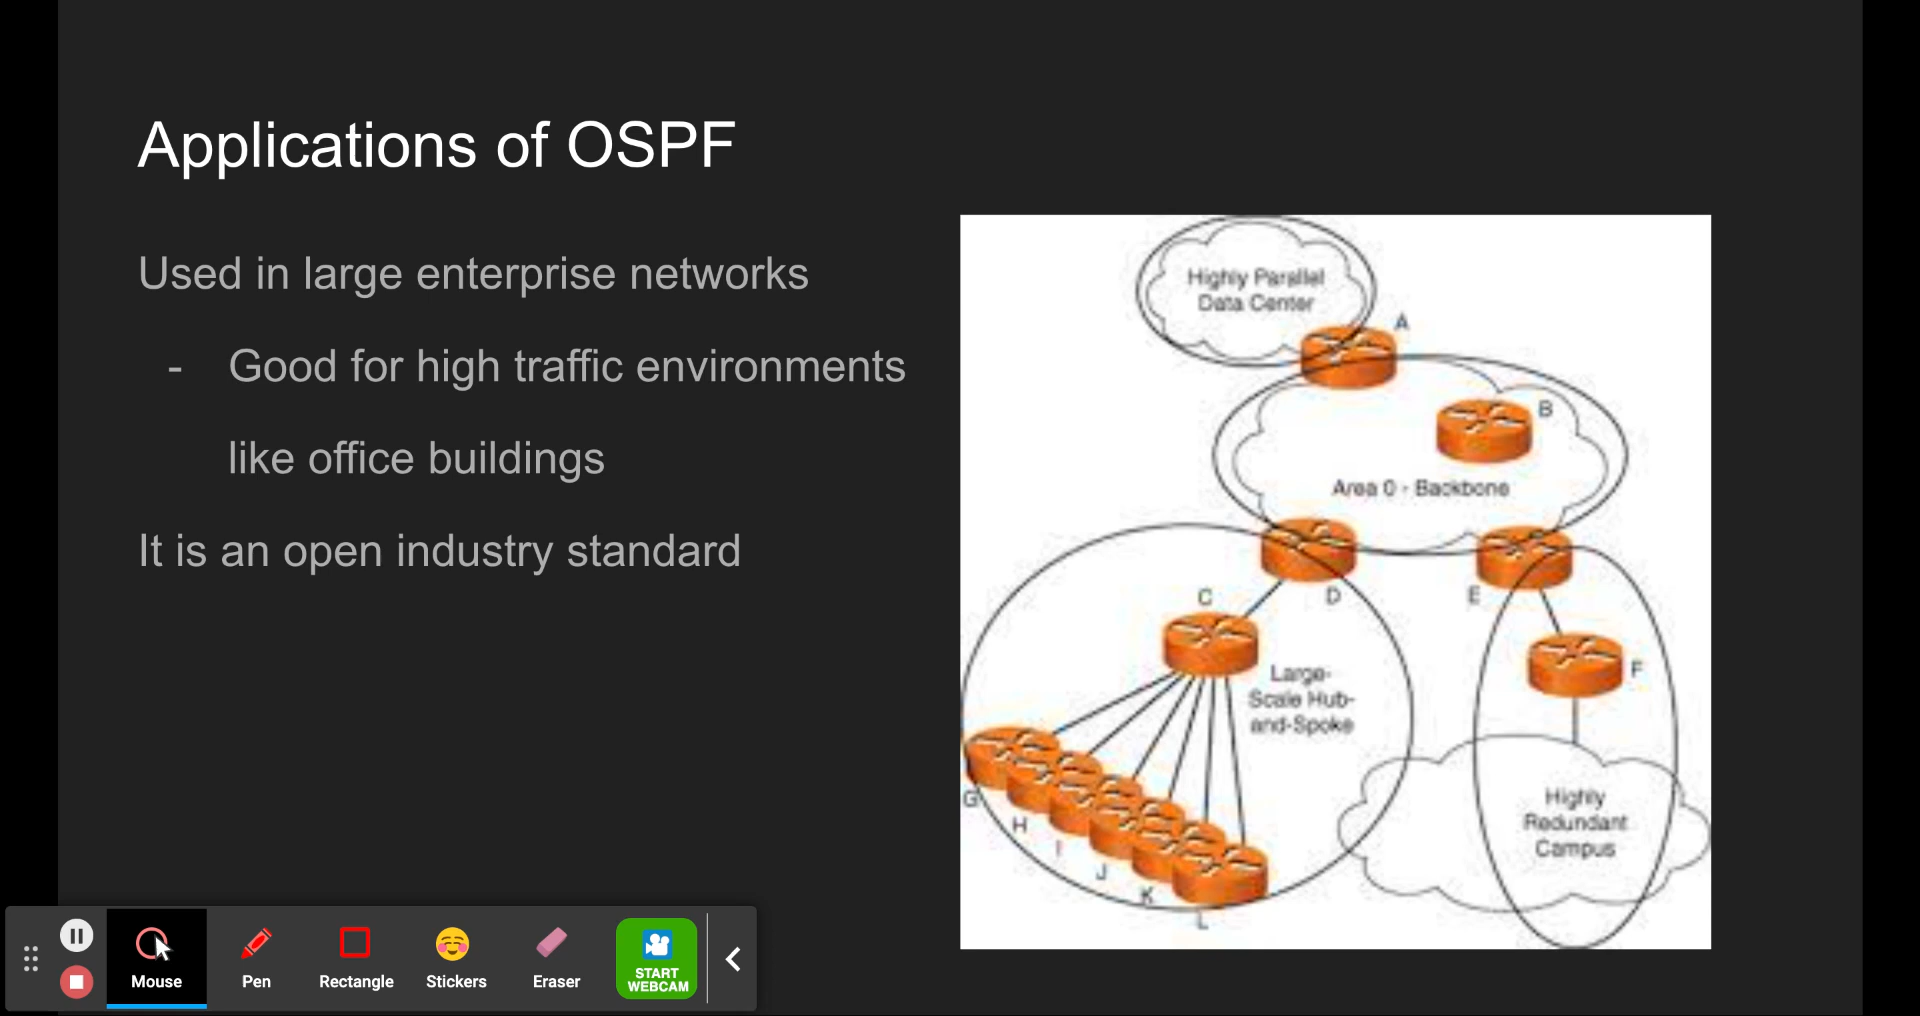 Applications of OSPF
Used in large enterprise networks
- Good for high traffic environments
like office buildings
It is an open industry standard
Highly Parallel
Data Center
A
B
Area 0 - Backbone
C
D
E
F
Large-
Scale Hub-
and-Spoke
G
H
I
J
K
L
Highly
Redundant
Campus
Mouse
Pen
Rectangle
Stickers
Eraser
START
WEBCAM